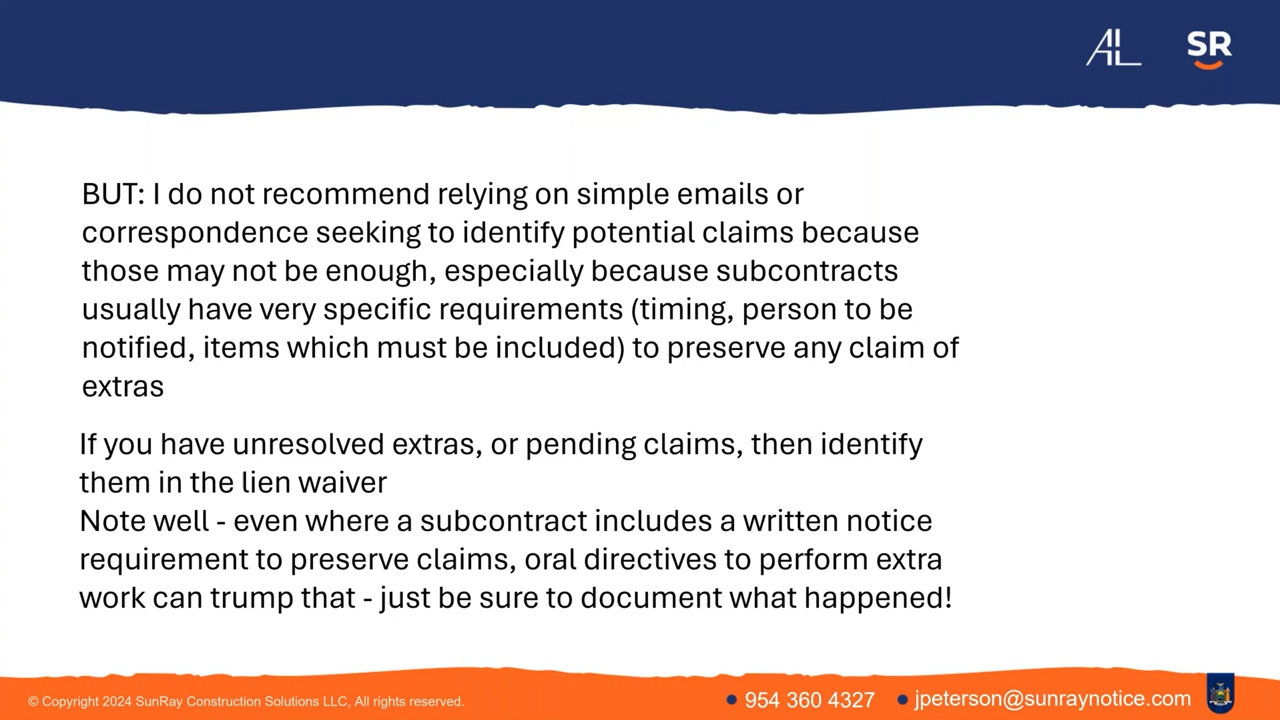 SR
BUT: I do not recommend relying on simple emails or
correspondence seeking to identify potential claims because
those may not be enough, especially because subcontracts
usually have very specific requirements (timing, person to be
notified, items which must be included) to preserve any claim of
extras
If you have unresolved extras, or pending claims, then identify
them in the lien waiver
Note well - even where a subcontract includes a written notice
requirement to preserve claims, oral directives to perform extra
work can trump that - just be sure to document what happened!
© Copyright 2024 SunRay Construction Solutions LLC, All rights reserved.
954 360 4327
jpeterson@sunraynotice.com